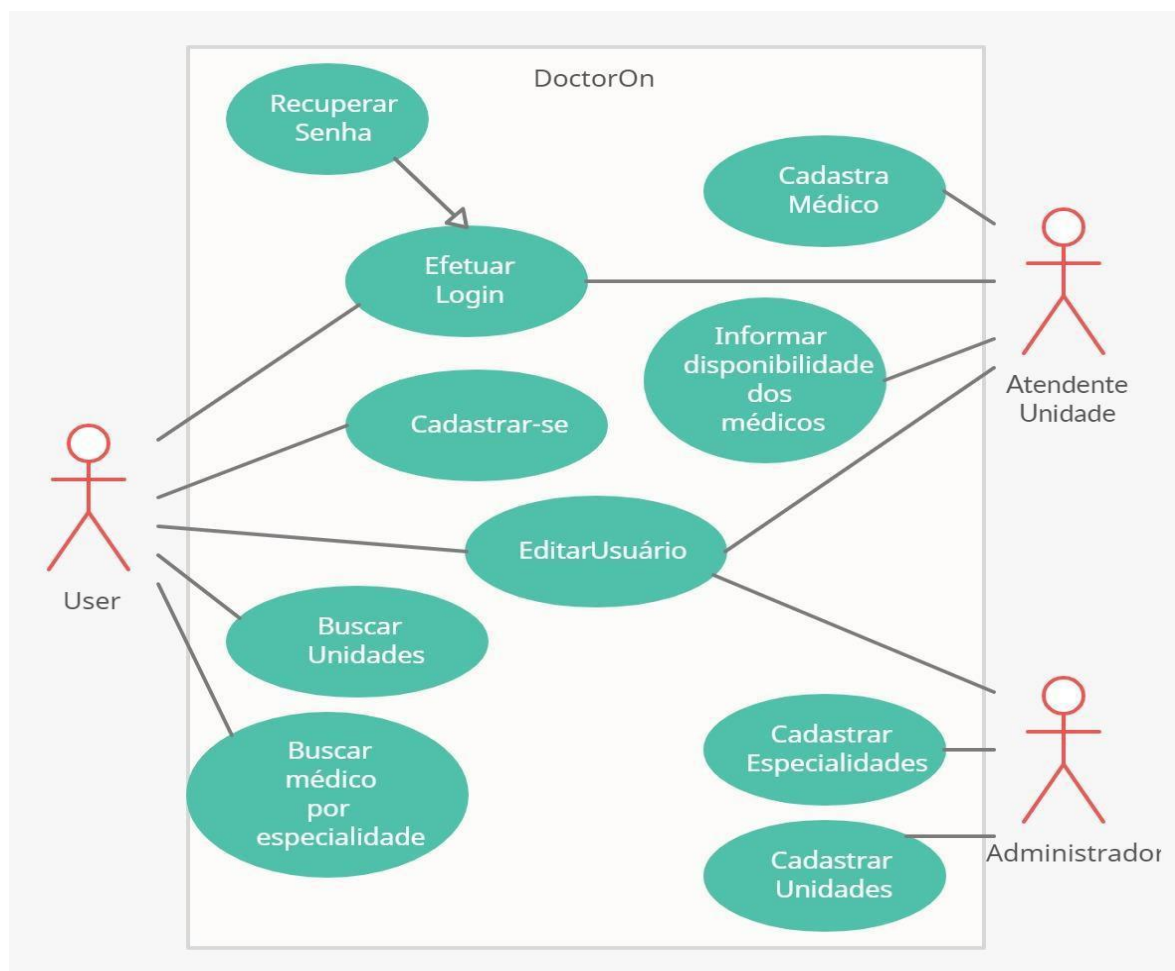 DoctorOn
Recuperar
Senha
Cadastra
Médico
Efetuar
Login
Informar
disponibilidade
dos
médicos
Atendente
Unidade
Cadastrar-se
EditarUsuário
User
Buscar
Unidades
Buscar
médico
por
especialidade
Cadastrar
Especialidades
Administrador
Cadastrar
Unidades